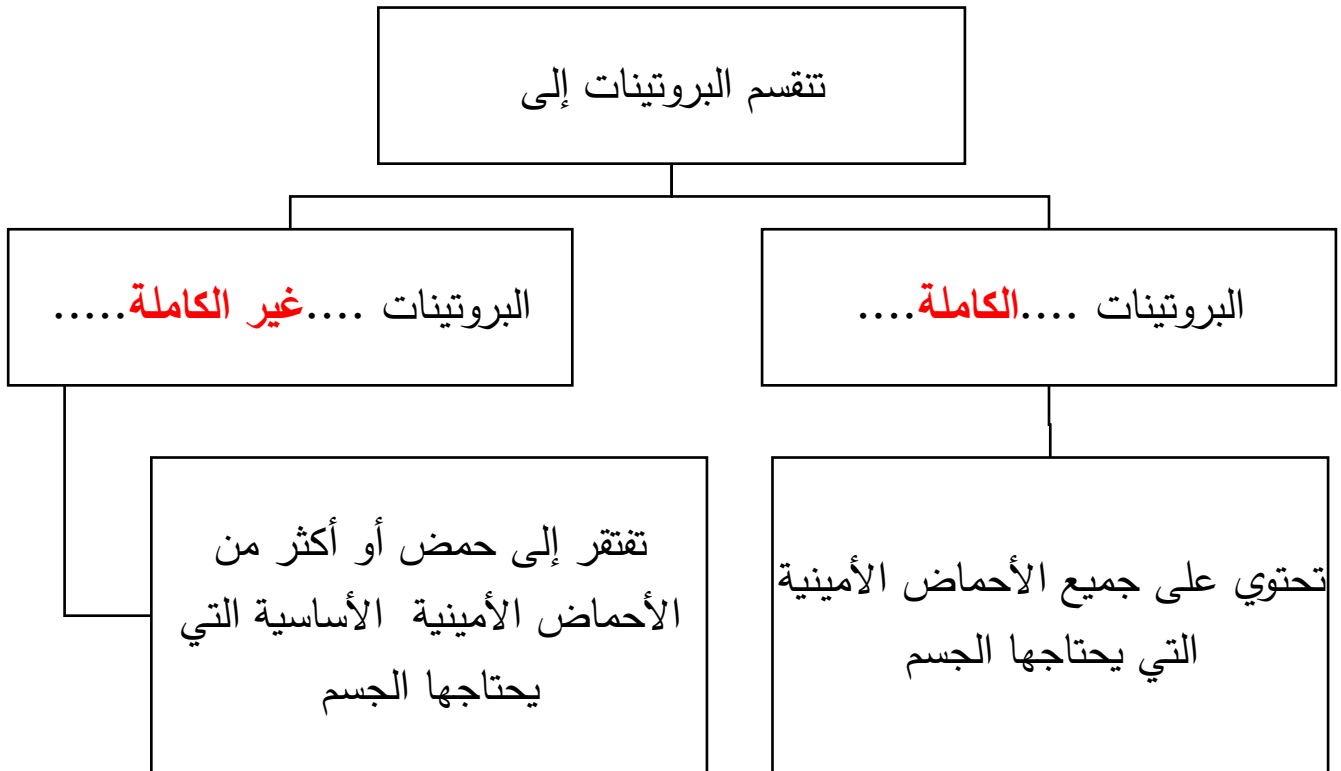 تنقسم البروتينات إلى
البروتينات ....الكاملة....
البروتينات ....غير الكاملة.....
تحتوي على جميع الأحماض الأمينية
التي يحتاجها الجسم
تفتقر إلى حمض أو أكثر من
الأحماض الأمينية الأساسية التي
يحتاجها الجسم